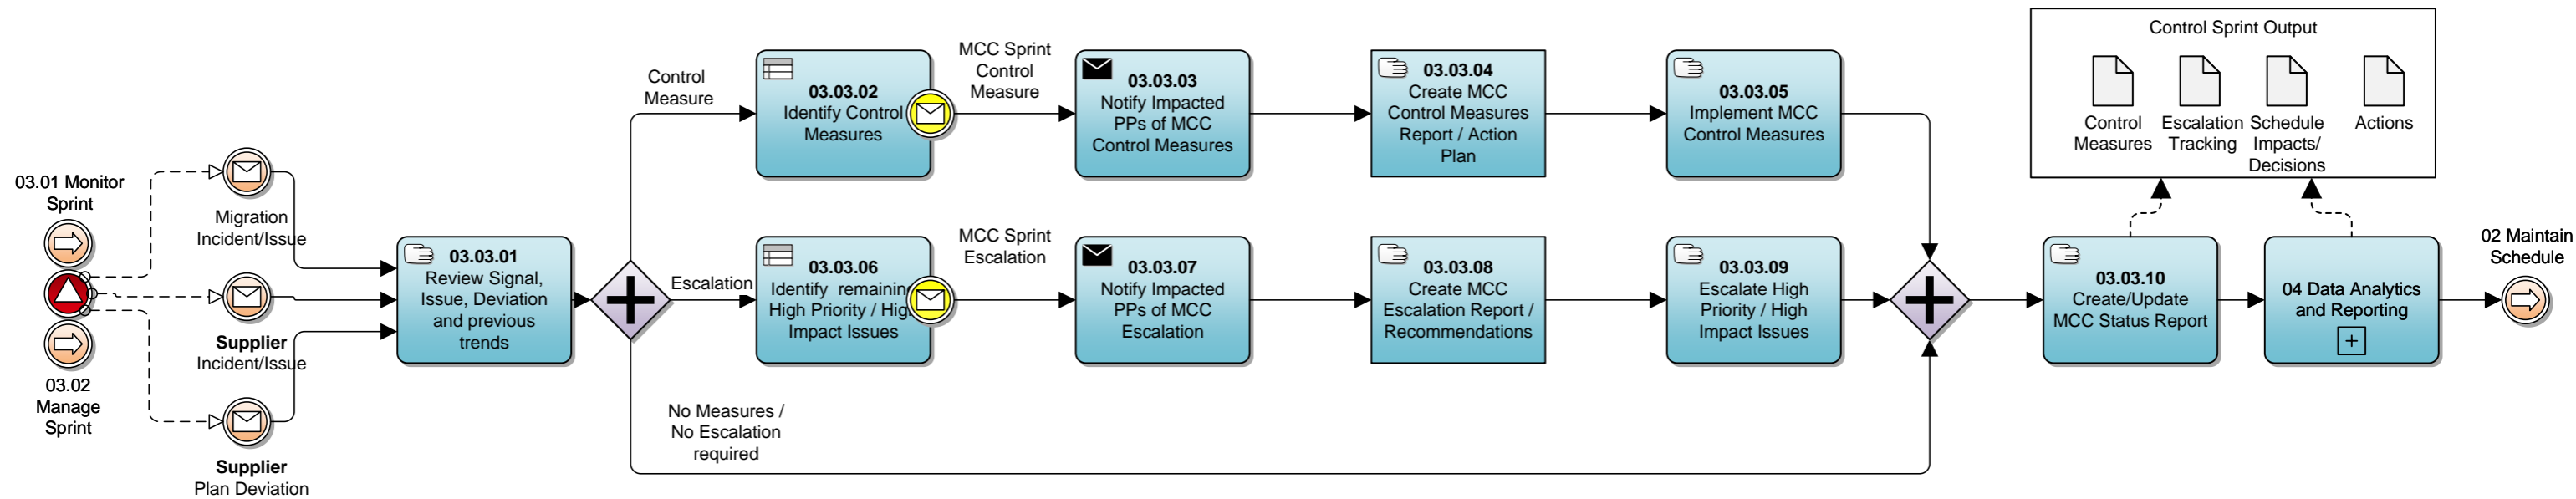 03.01 Monitor
Sprint
03.02
Manage
Sprint
Migration
Incident/Issue
Supplier
Incident/Issue
Supplier
Plan Deviation
03.03.01
Review Signal,
Issue, Deviation
and previous
trends
Control
Measure
Escalation
No Measures /
No Escalation
required
03.03.02
Identify Control
Measures
MCC Sprint
Control
Measure
03.03.03
Notify Impacted
PPs of MCC
Control Measures
03.03.04
Create MCC
Control Measures
Report / Action
Plan
03.03.05
Implement MCC
Control Measures
03.03.06
Identify remaining
High Priority / High
Impact Issues
MCC Sprint
Escalation
03.03.07
Notify Impacted
PPs of MCC
Escalation
03.03.08
Create MCC
Escalation Report /
Recommendations
03.03.09
Escalate High
Priority / High
Impact Issues
Control Sprint Output
Control
Measures
Escalation
Tracking
Schedule
Impacts/
Decisions
Actions
03.03.10
Create/Update
MCC Status Report
04 Data Analytics
and Reporting
02 Maintain
Schedule